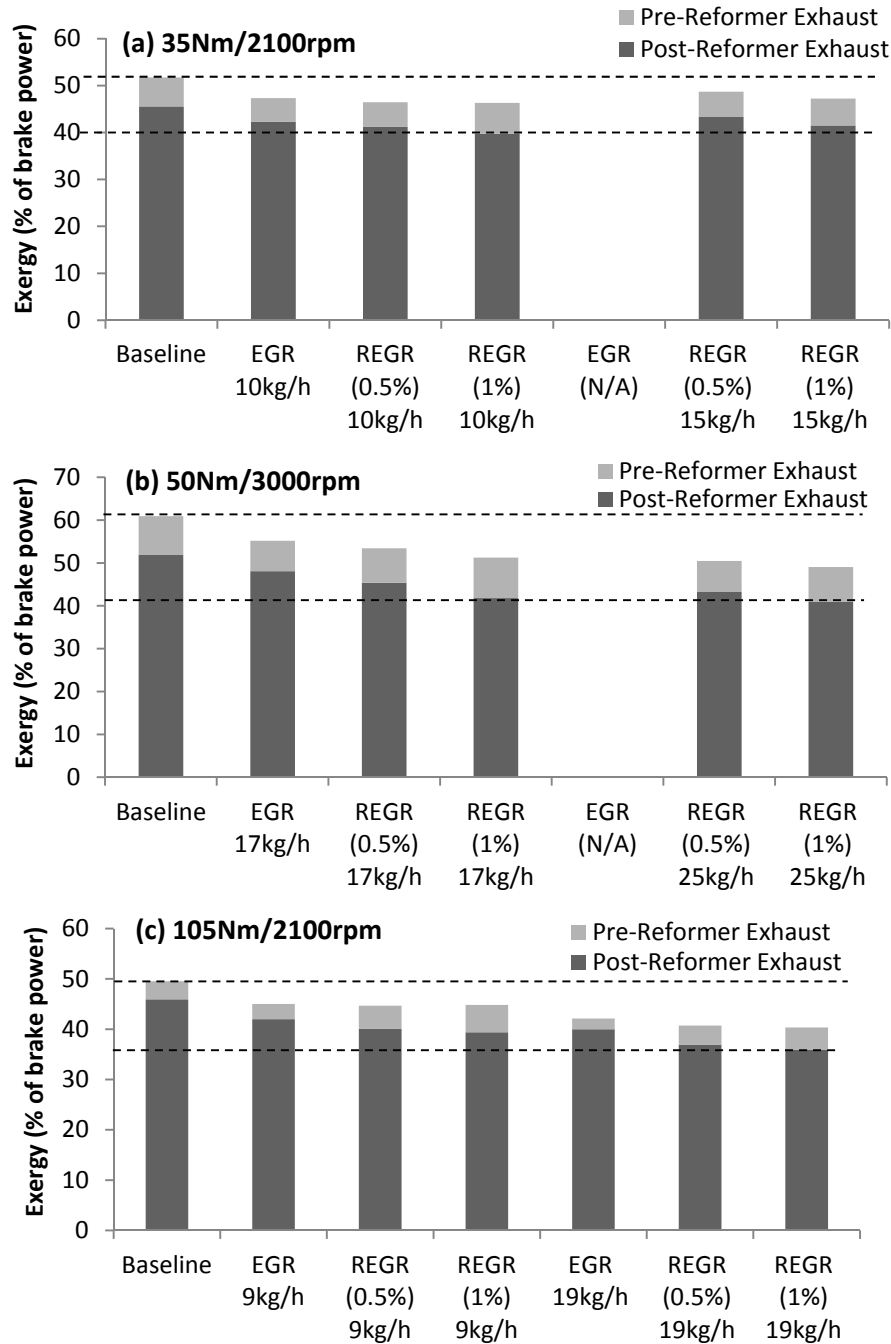 Pre-Reformer Exhaust
Post-Reformer Exhaust
(a) 35Nm/2100rpm
Exergy (% of brake power)
60
50
40
30
20
10
0
Baseline
EGR
10kg/h
REGR
(0.5%)
10kg/h
REGR
(1%)
10kg/h
EGR
(N/A)
REGR
(0.5%)
15kg/h
REGR
(1%)
15kg/h
Pre-Reformer Exhaust
Post-Reformer Exhaust
(b) 50Nm/3000rpm
Exergy (% of brake power)
70
60
50
40
30
20
10
0
Baseline
EGR
17kg/h
REGR
(0.5%)
17kg/h
REGR
(1%)
17kg/h
EGR
(N/A)
REGR
(0.5%)
25kg/h
REGR
(1%)
25kg/h
Pre-Reformer Exhaust
Post-Reformer Exhaust
(c) 105Nm/2100rpm
Exergy (% of brake power)
60
50
40
30
20
10
0
Baseline
EGR
9kg/h
REGR
(0.5%)
9kg/h
REGR
(1%)
9kg/h
EGR
19kg/h
REGR
(0.5%)
19kg/h
REGR
(1%)
19kg/h